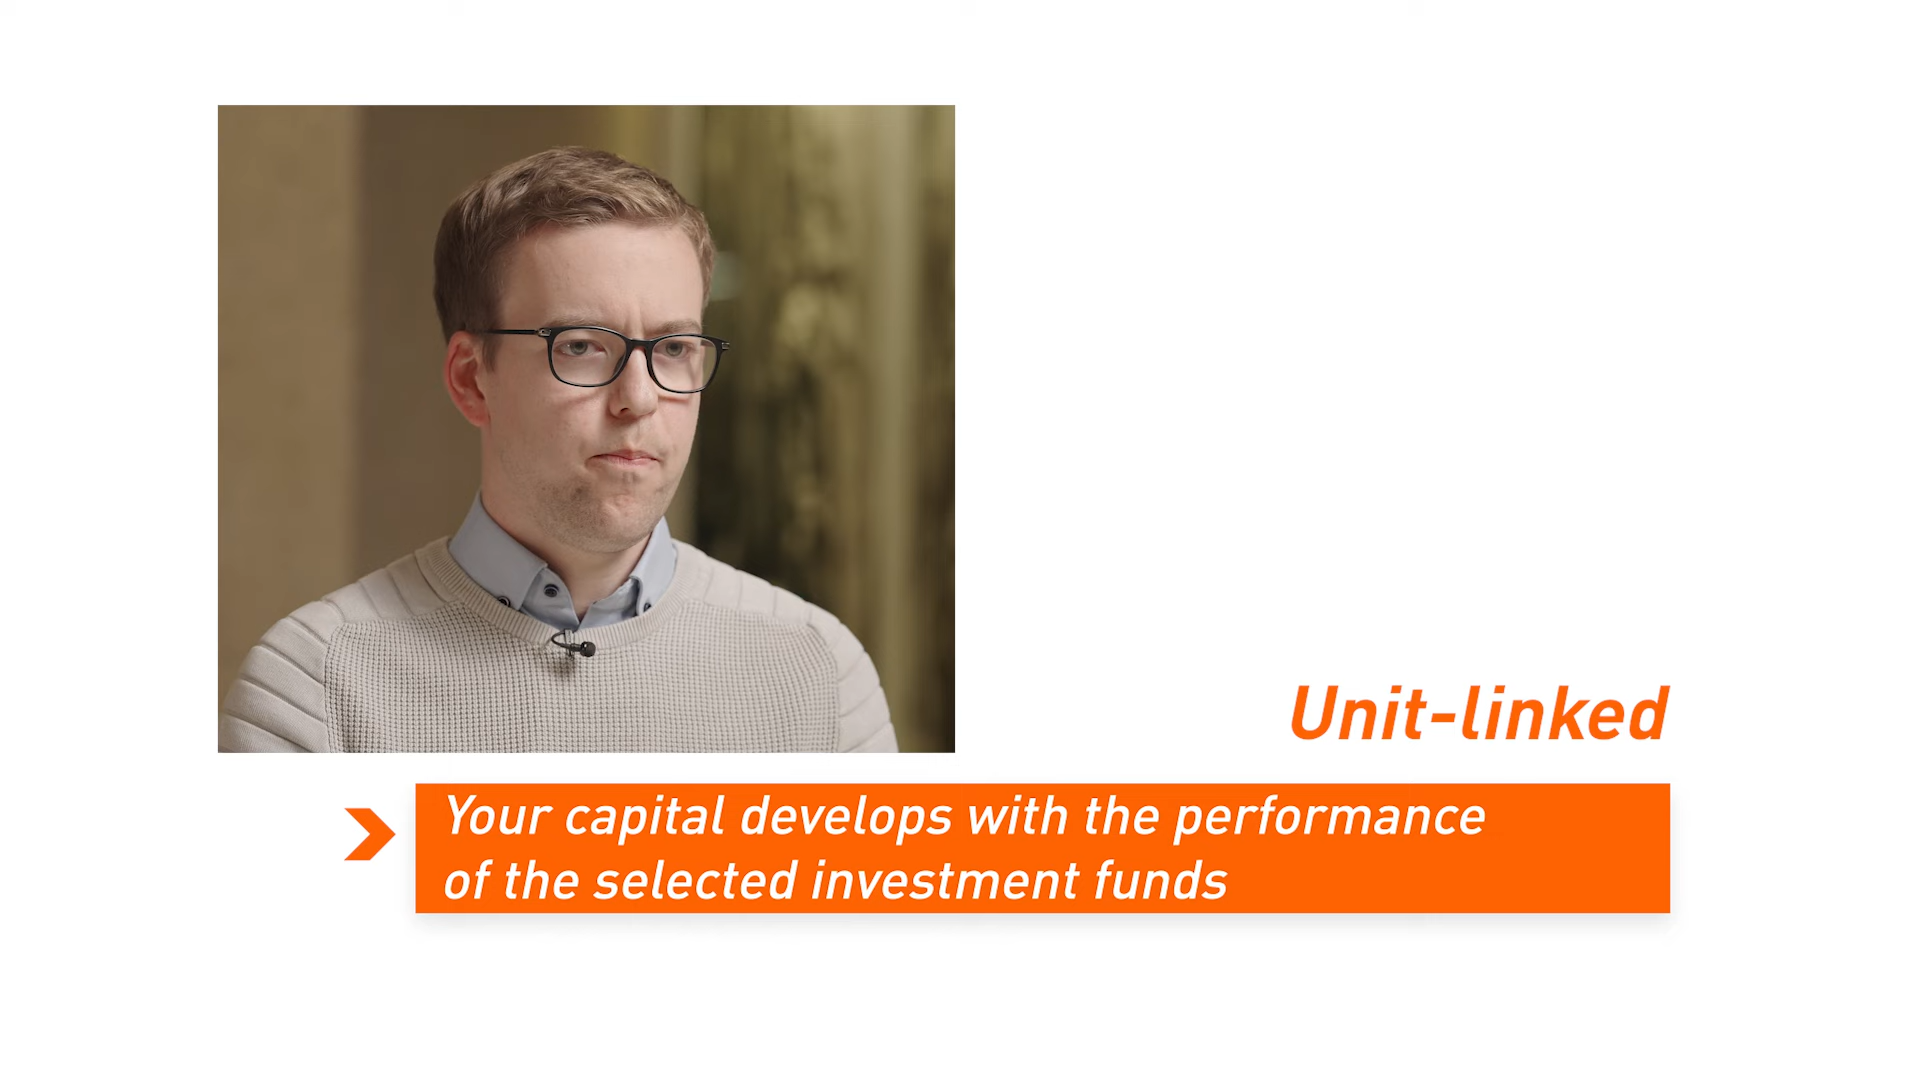 Unit-linked
Your capital develops with the performance
of the selected investment funds